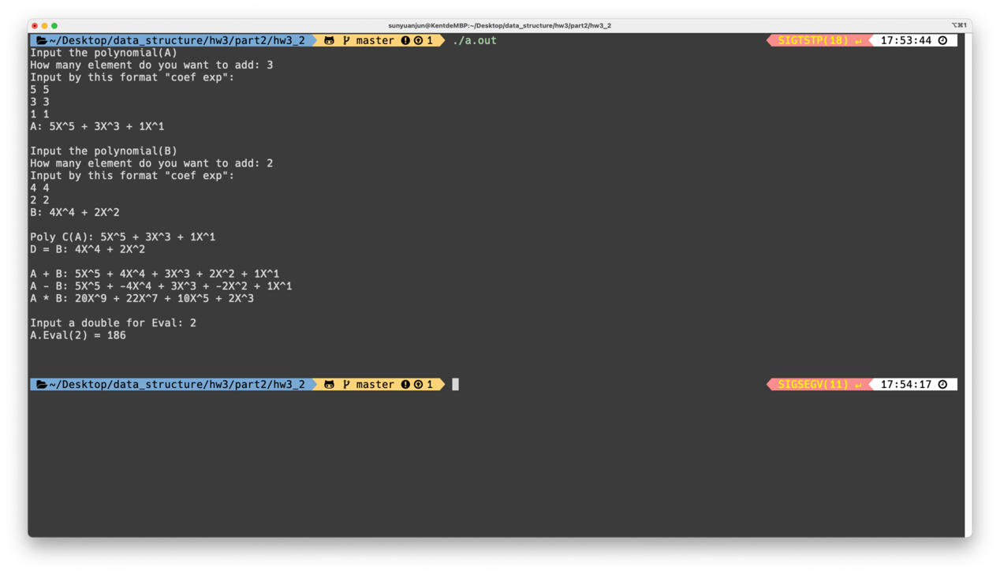 sunyuanjun@KentdeMBP:~/Desktop/data_structure/hw3/part2/hw3_2 ⌥⌘1
~/Desktop/data_structure/hw3/part2/hw3_2 master 1 ./a.out SIGTSTP(18) ↵ 17:53:44
Input the polynomial(A)
How many element do you want to add: 3
Input by this format "coef exp":
5 5
3 3
1 1
A: 5X^5 + 3X^3 + 1X^1
Input the polynomial(B)
How many element do you want to add: 2
Input by this format "coef exp":
4 4
2 2
B: 4X^4 + 2X^2
Poly C(A): 5X^5 + 3X^3 + 1X^1
D = B: 4X^4 + 2X^2
A + B: 5X^5 + 4X^4 + 3X^3 + 2X^2 + 1X^1
A - B: 5X^5 + -4X^4 + 3X^3 + -2X^2 + 1X^1
A * B: 20X^9 + 22X^7 + 10X^5 + 2X^3
Input a double for Eval: 2
A.Eval(2) = 186
~/Desktop/data_structure/hw3/part2/hw3_2 master 1 SIGSEGV(11) ↵ 17:54:17